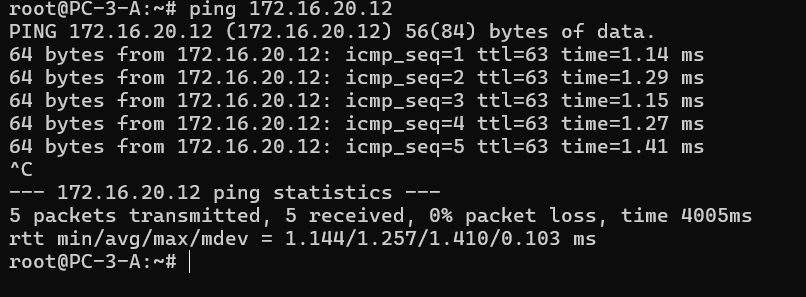 root@PC-3-A:~# ping 172.16.20.12
PING 172.16.20.12 (172.16.20.12) 56(84) bytes of data.
64 bytes from 172.16.20.12: icmp_seq=1 ttl=63 time=1.14 ms
64 bytes from 172.16.20.12: icmp_seq=2 ttl=63 time=1.29 ms
64 bytes from 172.16.20.12: icmp_seq=3 ttl=63 time=1.15 ms
64 bytes from 172.16.20.12: icmp_seq=4 ttl=63 time=1.27 ms
64 bytes from 172.16.20.12: icmp_seq=5 ttl=63 time=1.41 ms
^C
--- 172.16.20.12 ping statistics ---
5 packets transmitted, 5 received, 0% packet loss, time 4005ms
rtt min/avg/max/mdev = 1.144/1.257/1.410/0.103 ms
root@PC-3-A:~#